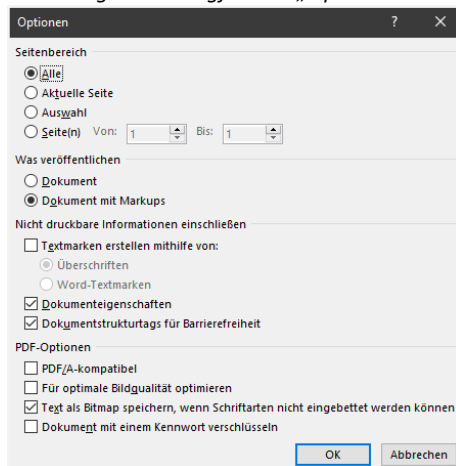 Optionen ? ×
Seitenbereich
Alle
Aktuelle Seite
Auswahl
Seite(n) Von: 1 Bis: 1
Was veröffentlichen
Dokument
Dokument mit Markups
Nicht druckbare Informationen einschließen
Textmarken erstellen mithilfe von:
Überschriften
Word-Textmarken
Dokumenteigenschaften
Dokumentstrukturtags für Barrierefreiheit
PDF-Optionen
PDF/A-kompatibel
Für optimale Bildqualität optimieren
Text als Bitmap speichern, wenn Schriftarten nicht eingebettet werden können
Dokument mit einem Kennwort verschlüsseln
OK Abbrechen